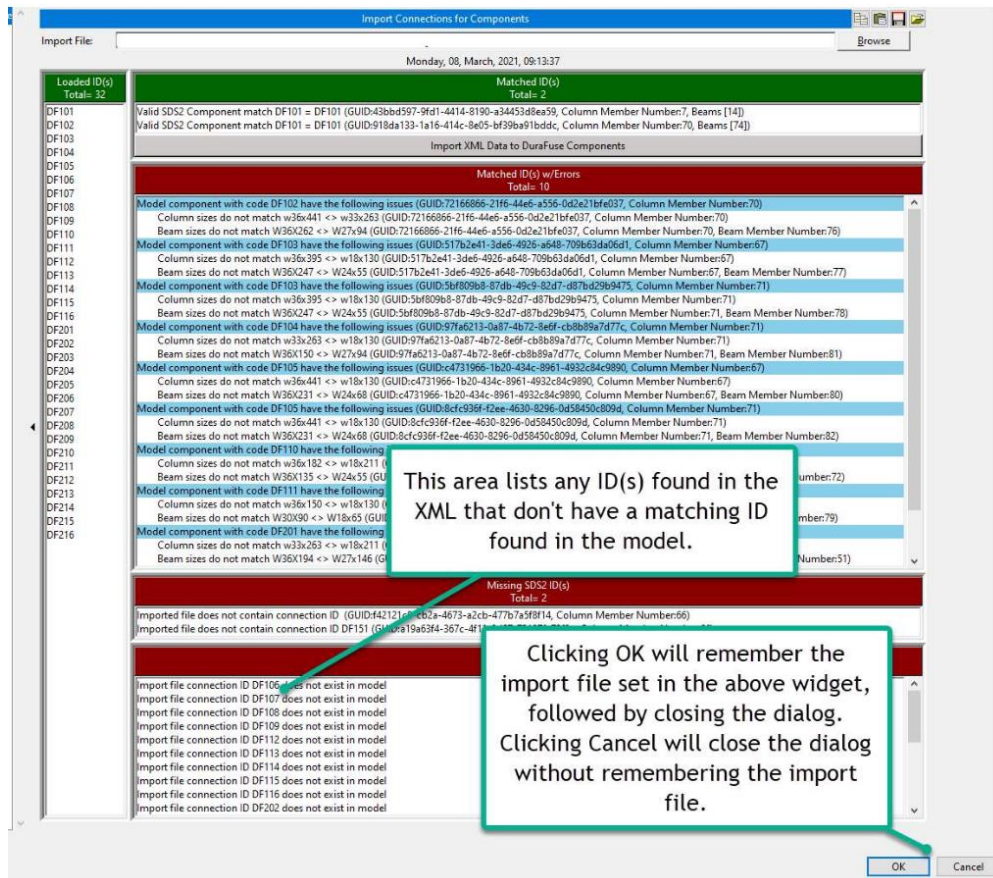 Import Connections for Components
Import File:
Browse
Monday, 08, March, 2021, 09:13:37
Loaded ID(s)
Total= 32
DF101
DF102
DF103
DF104
DF105
DF106
DF107
DF108
DF109
DF110
DF111
DF112
DF113
DF114
DF115
DF116
DF201
DF202
DF203
DF204
DF205
DF206
DF207
DF208
DF209
DF210
DF211
DF212
DF213
DF214
DF215
DF216
Matched ID(s)
Total= 2
Valid SDS2 Component match DF101 = DF101 (GUID:43bbd597-9fd1-4414-8190-a34453d8ea59, Column Member Number:7, Beams [14])
Valid SDS2 Component match DF101 = DF101 (GUID:918da133-1a16-414c-8e05-bf39ba91bddc, Column Member Number:70, Beams [74])
Import XML Data to DuraFuse Components
Matched ID(s) w/Errors
Total= 10
Model component with code DF102 have the following issues (GUID:72166866-21f6-44e6-a556-0d2e21bfe037, Column Member Number:70)
Column sizes do not match w36x441 <> w33x263 (GUID:72166866-21f6-44e6-a556-0d2e21bfe037, Column Member Number:70)
Beam sizes do not match W36X262 <> W27x94 (GUID:72166866-21f6-44e6-a556-0d2e21bfe037, Column Member Number:70, Beam Member Number:76)
Model component with code DF103 have the following issues (GUID:517b2e41-3de6-4926-a648-709b63da06d1, Column Member Number:67)
Column sizes do not match w36x395 <> w18x130 (GUID:517b2e41-3de6-4926-a648-709b63da06d1, Column Member Number:67)
Beam sizes do not match W36X247 <> W24x55 (GUID:517b2e41-3de6-4926-a648-709b63da06d1, Column Member Number:67, Beam Member Number:77)
Model component with code DF103 have the following issues (GUID:5bf809b8-87db-49c9-82d7-d87bd29b9475, Column Member Number:71)
Column sizes do not match w36x395 <> w18x130 (GUID:5bf809b8-87db-49c9-82d7-d87bd29b9475, Column Member Number:71)
Beam sizes do not match W36X247 <> W24x55 (GUID:5bf809b8-87db-49c9-82d7-d87bd29b9475, Column Member Number:71, Beam Member Number:78)
Model component with code DF104 have the following issues (GUID:97fa6213-0a87-4b72-8e6f-cb8b89a7d77c, Column Member Number:71)
Column sizes do not match w33x263 <> w18x130 (GUID:97fa6213-0a87-4b72-8e6f-cb8b89a7d77c, Column Member Number:71)
Beam sizes do not match W36X150 <> W27x94 (GUID:97fa6213-0a87-4b72-8e6f-cb8b89a7d77c, Column Member Number:71, Beam Member Number:81)
Model component with code DF105 have the following issues (GUID:c4731966-1b20-434c-8961-4932c84c9890, Column Member Number:67)
Column sizes do not match w36x441 <> w18x130 (GUID:c4731966-1b20-434c-8961-4932c84c9890, Column Member Number:67)
Beam sizes do not match W36X231 <> W24x68 (GUID:c4731966-1b20-434c-8961-4932c84c9890, Column Member Number:67, Beam Member Number:80)
Model component with code DF105 have the following issues (GUID:8cfc936f-f2ee-4630-8296-0d58450c809d, Column Member Number:71)
Column sizes do not match w36x441 <> w18x130 (GUID:8cfc936f-f2ee-4630-8296-0d58450c809d, Column Member Number:71)
Beam sizes do not match W36X231 <> W24x68 (GUID:8cfc936f-f2ee-4630-8296-0d58450c809d, Column Member Number:71, Beam Member Number:82)
Model component with code DF110 have the following
Column sizes do not match w36x182 <> w18x211
Beam sizes do not match W36X135 <> W24x55 (GU umber:72)
Model component with code DF111 have the following
Column sizes do not match w36x150 <> w18x130
Beam sizes do not match W30X90 <> W18x65 (GUI mber:79)
Model component with code DF201 have the following
Column sizes do not match w33x263 <> w18x211
Beam sizes do not match W36X194 <> W27x146 (G Number:51)
This area lists any ID(s) found in the
XML that don't have a matching ID
found in the model.
Missing SDS2 ID(s)
Total= 2
Imported file does not contain connection ID (GUID:f42121c cb2a-4673-a2cb-477b7a5f8f14, Column Member Number:66)
Imported file does not contain connection ID DF151 (GUID:a19a63f4-367c-4f1
Import file connection ID DF106 does not exist in model
Import file connection ID DF107 does not exist in model
Import file connection ID DF108 does not exist in model
Import file connection ID DF109 does not exist in model
Import file connection ID DF112 does not exist in model
Import file connection ID DF113 does not exist in model
Import file connection ID DF114 does not exist in model
Import file connection ID DF115 does not exist in model
Import file connection ID DF116 does not exist in model
Import file connection ID DF202 does not exist in model
Clicking OK will remember the
import file set in the above widget,
followed by closing the dialog.
Clicking Cancel will close the dialog
without remembering the import
file.
OK
Cancel